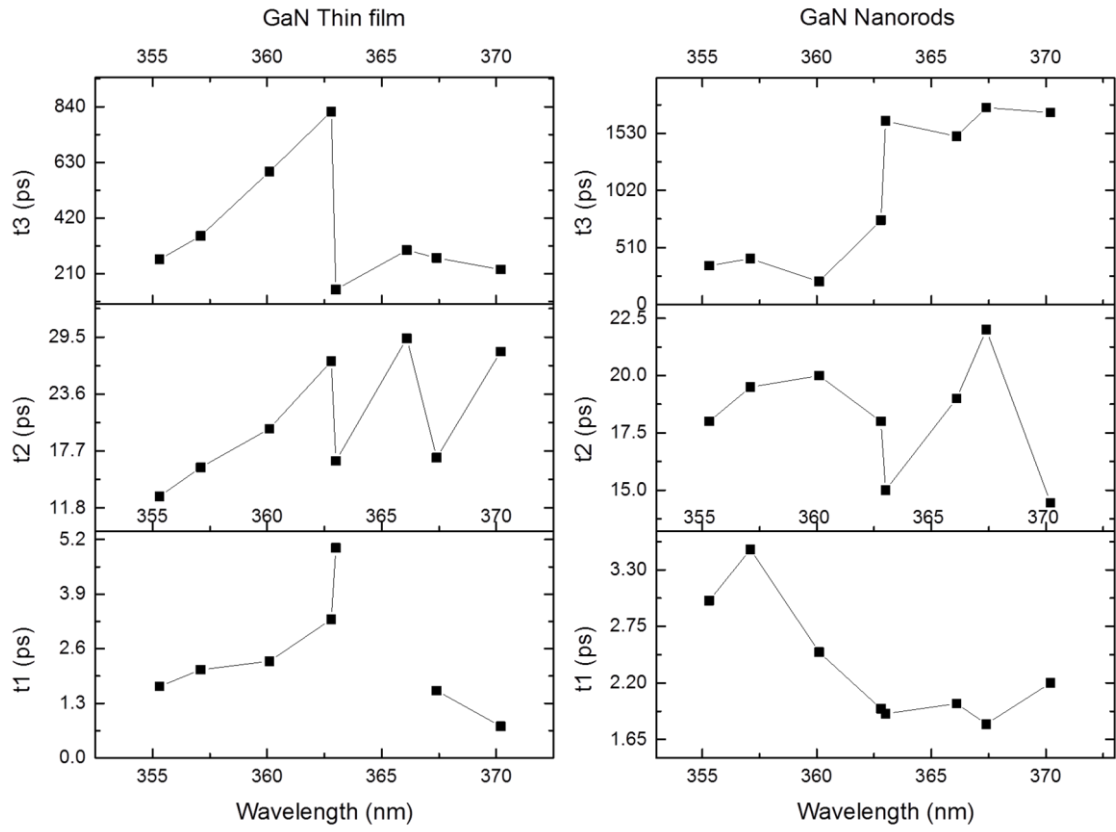 GaN Thin film
355 360 365 370
840
630
420
210
t3 (ps)
29.5
23.6
17.7
11.8
t2 (ps)
355 360 365 370
5.2
3.9
2.6
1.3
0.0
t1 (ps)
355 360 365 370
Wavelength (nm)
GaN Nanorods
355 360 365 370
1530
1020
510
0
t3 (ps)
22.5
20.0
17.5
15.0
t2 (ps)
355 360 365 370
3.30
2.75
2.20
1.65
t1 (ps)
355 360 365 370
Wavelength (nm)